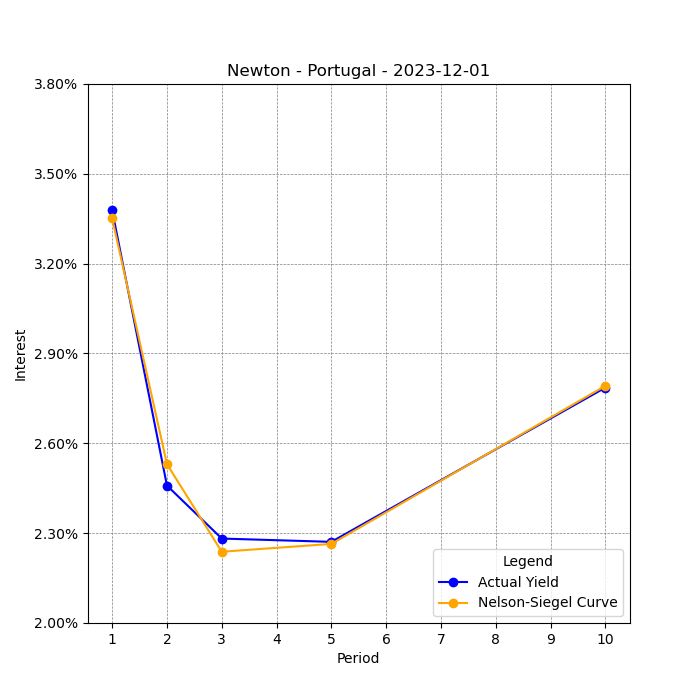 Newton - Portugal - 2023-12-01
3.80%
3.50%
3.20%
2.90%
2.60%
2.30%
2.00%
Interest
1 2 3 4 5 6 7 8 9 10
Period
Legend
Actual Yield
Nelson-Siegel Curve